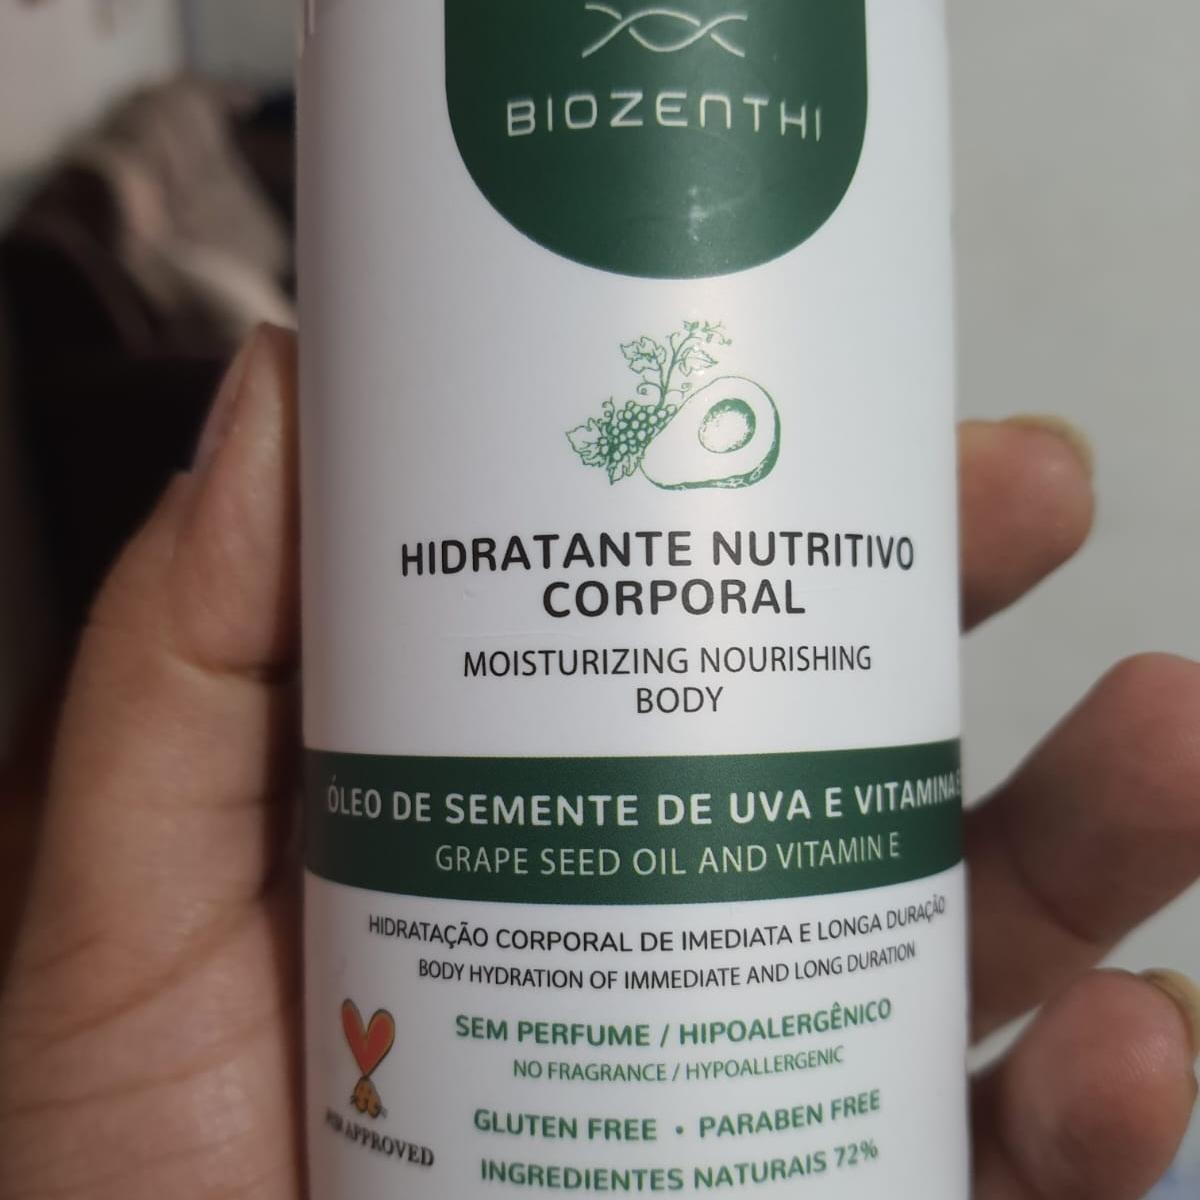 BIOZENTHI
HIDRATANTE NUTRITIVO
CORPORAL
MOISTURIZING NOURISHING
BODY
ÓLEO DE SEMENTE DE UVA E VITAMINA E
GRAPE SEED OIL AND VITAMIN E
HIDRATAÇÃO CORPORAL DE IMEDIATA E LONGA DURAÇÃO
BODY HYDRATION OF IMMEDIATE AND LONG DURATION
SEM PERFUME / HIPOALERGÊNICO
NO FRAGRANCE / HYPOALLERGENIC
APPROVED
GLUTEN FREE • PARABEN FREE
INGREDIENTES NATURAIS 72%